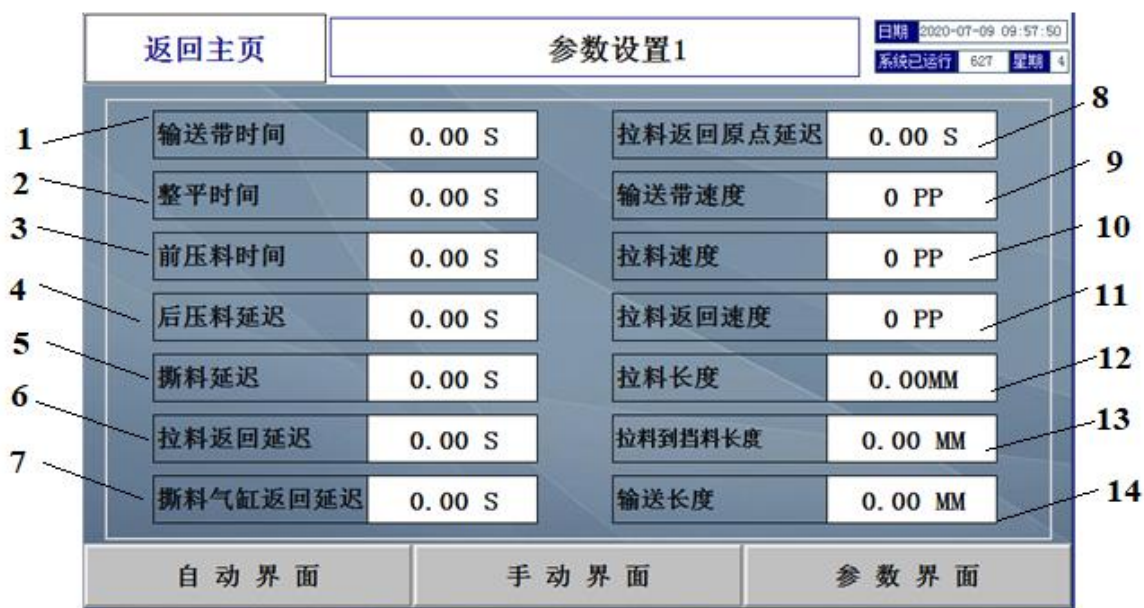 返回主页
参数设置1
日期 2020-07-09 09:57:50
系统已运行 627 星期 4
1 输送带时间 0.00 S
2 整平时间 0.00 S
3 前压料时间 0.00 S
4 后压料延迟 0.00 S
5 撕料延迟 0.00 S
6 拉料返回延迟 0.00 S
7 撕料气缸返回延迟 0.00 S
拉料返回原点延迟 0.00 S 8
输送带速度 0 PP 9
拉料速度 0 PP 10
拉料返回速度 0 PP 11
拉料长度 0.00MM 12
拉料到挡料长度 0.00 MM 13
输送长度 0.00 MM 14
自动界面
手动界面
参数界面